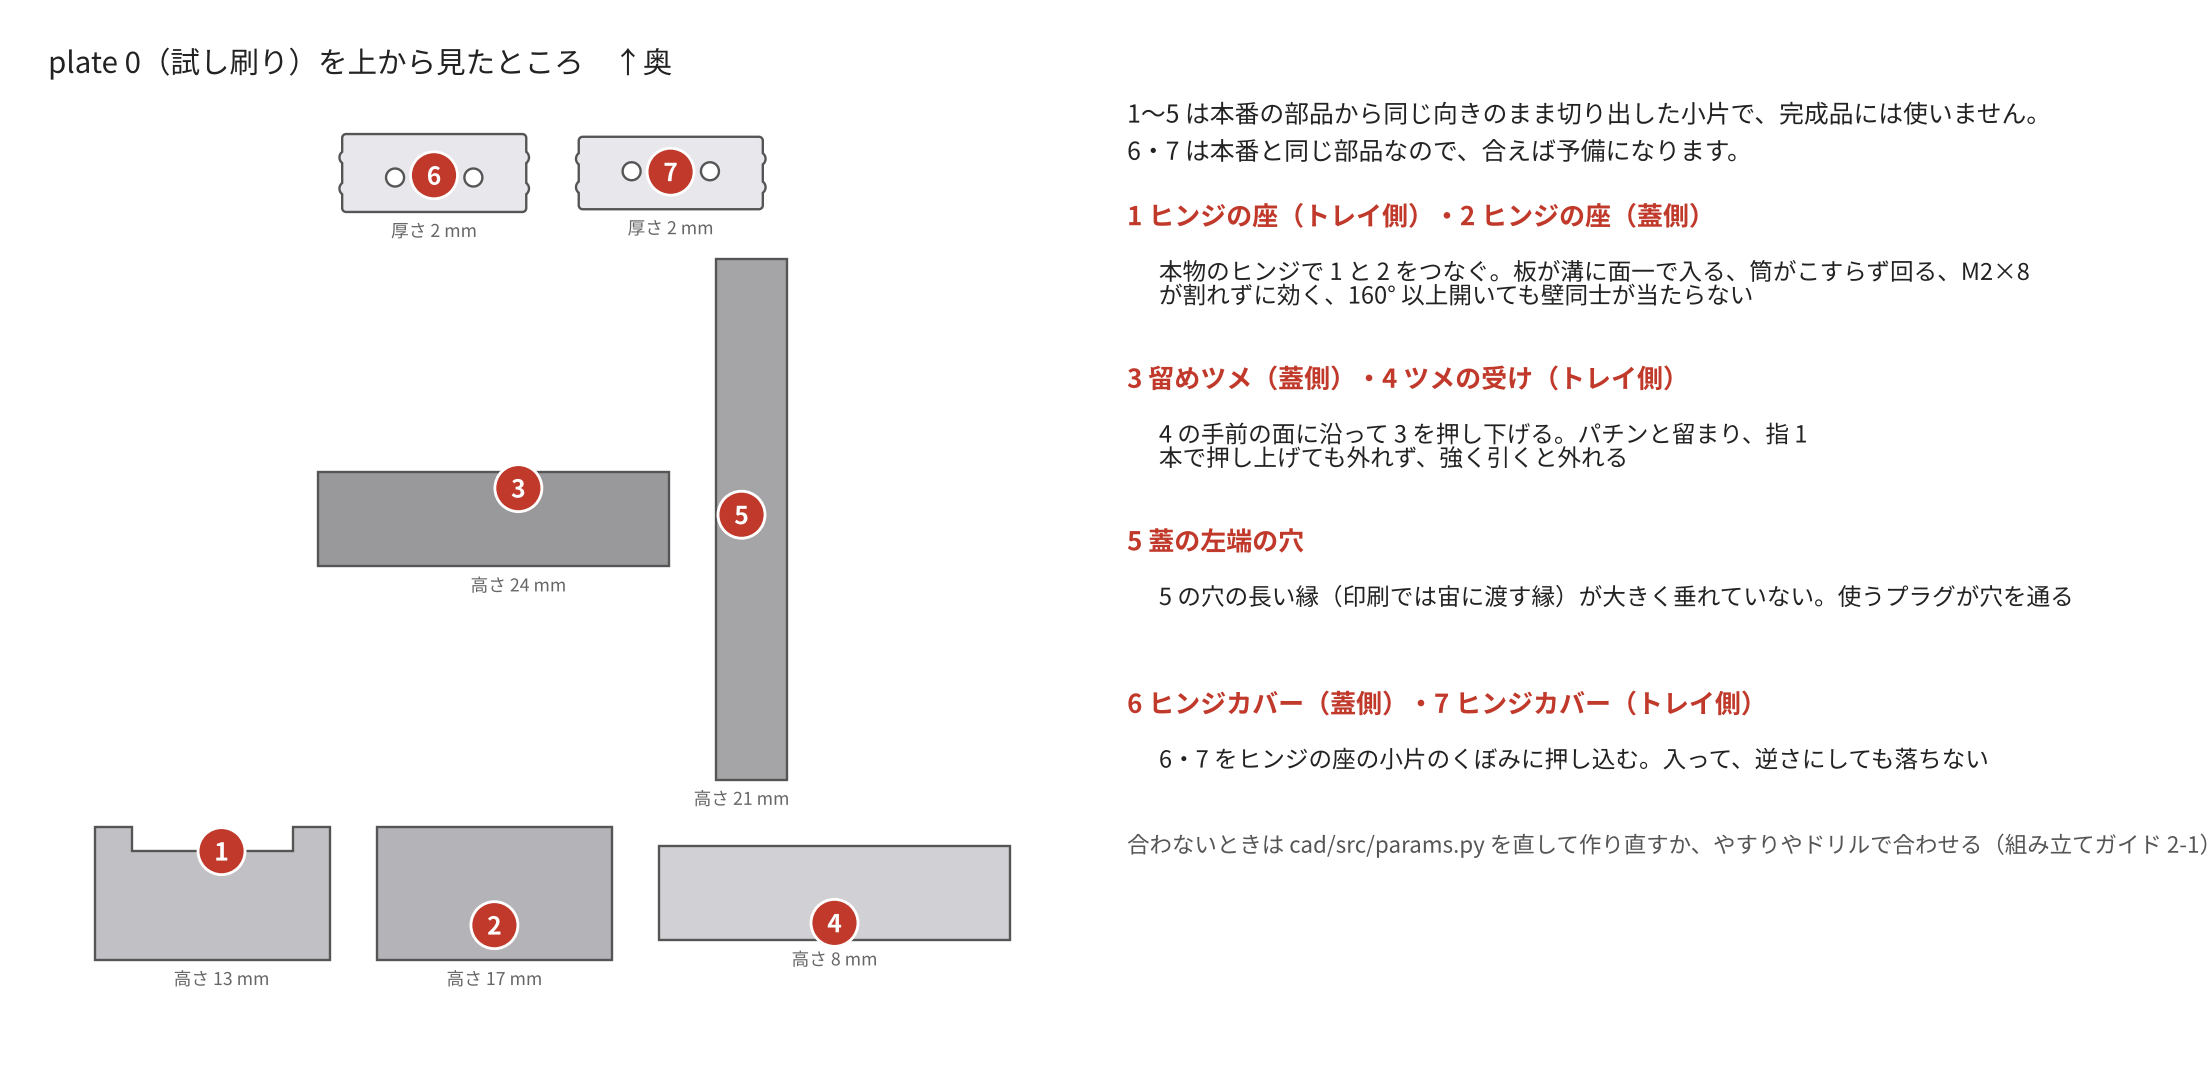 plate 0（試し刷り）を上から見たところ　↑奥
6
7
厚さ 2 mm
厚さ 2 mm
3
5
高さ 24 mm
高さ 21 mm
1
2
4
高さ 13 mm
高さ 17 mm
高さ 8 mm
1〜5 は本番の部品から同じ向きのまま切り出した小片で、完成品には使いません。
6・7 は本番と同じ部品なので、合えば予備になります。
1 ヒンジの座（トレイ側）・2 ヒンジの座（蓋側）
本物のヒンジで 1 と 2 をつなぐ。板が溝に面一で入る、筒がこすらず回る、M2×8
が割れずに効く、160° 以上開いても壁同士が当たらない
3 留めツメ（蓋側）・4 ツメの受け（トレイ側）
4 の手前の面に沿って 3 を押し下げる。パチンと留まり、指 1
本で押し上げても外れず、強く引くと外れる
5 蓋の左端の穴
5 の穴の長い縁（印刷では宙に渡す縁）が大きく垂れていない。使うプラグが穴を通る
6 ヒンジカバー（蓋側）・7 ヒンジカバー（トレイ側）
6・7 をヒンジの座の小片のくぼみに押し込む。入って、逆さにしても落ちない
合わないときは cad/src/params.py を直して作り直すか、やすりやドリルで合わせる（組み立てガイド 2-1）